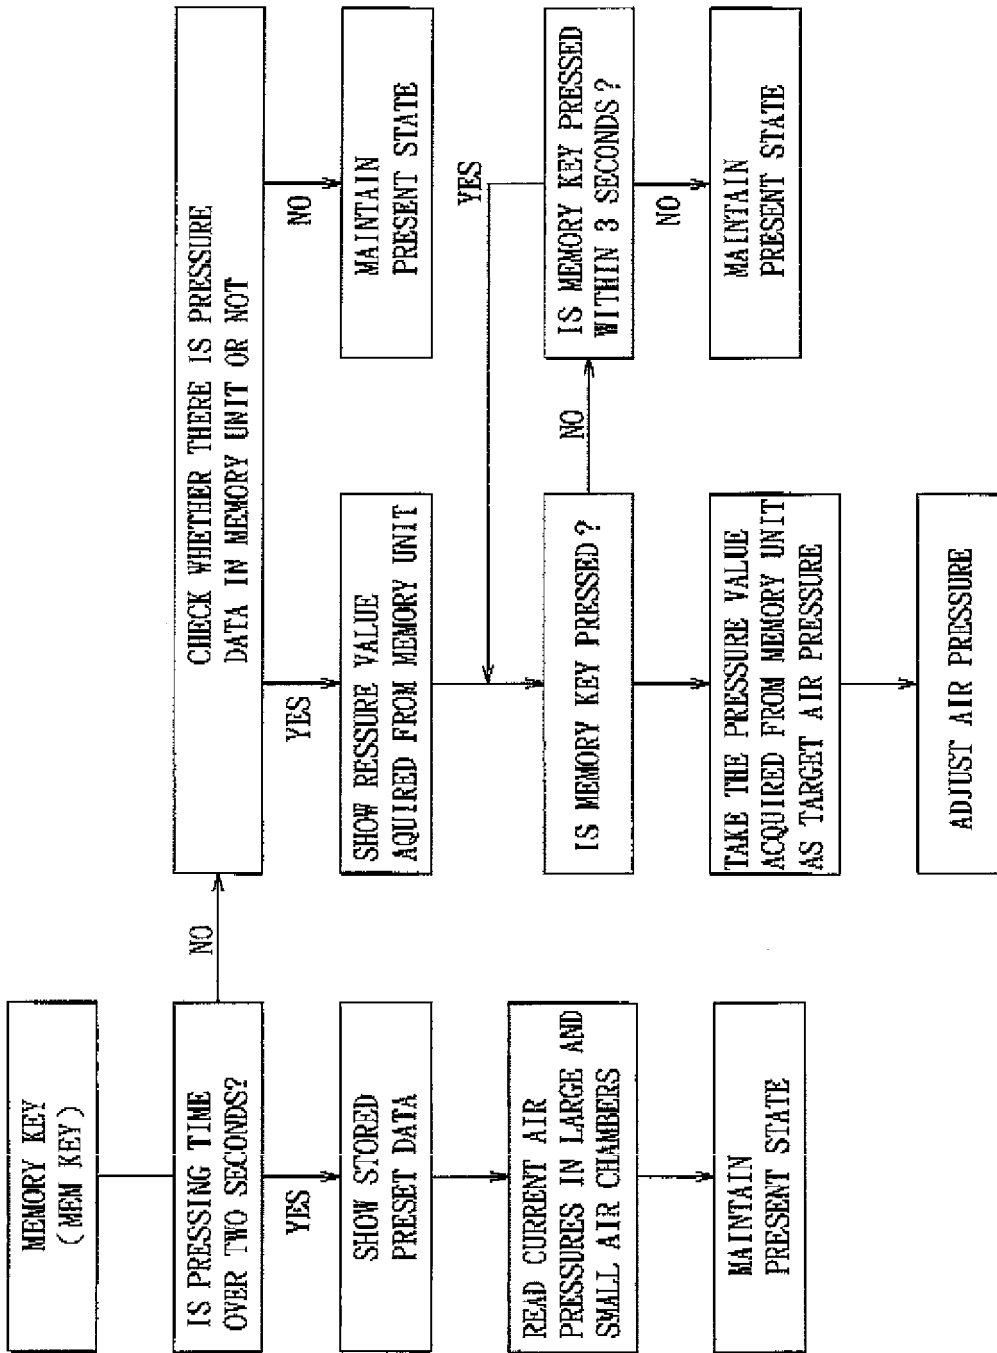 MEMORY KEY
(MEN KEY)
IS PRESSING TIME
OVER TWO SECONDS?
NO
YES
SHOW STORED
PRESET DATA
READ CURRENT AIR
PRESSURES IN LARGE AND
SMALL AIR CHAMBERS
MAINTAIN
PRESENT STATE
CHECK WHETHER THERE IS PRESSURE
DATA IN MEMORY UNIT OR NOT
YES
NO
SHOW RESSURE VALUE
AQUIRED FROM MEMORY UNIT
MAINTAIN
PRESENT STATE
YES
IS MEMORY KEY PRESSED?
NO
IS MEMORY KEY PRESSED
WITHIN 3 SECONDS?
NO
TAKE THE PRESSURE VALUE
ACQUIRED FROM MEMORY UNIT
AS TARGET AIR PRESSURE
MAINTAIN
PRESENT STATE
ADJUST AIR PRESSURE